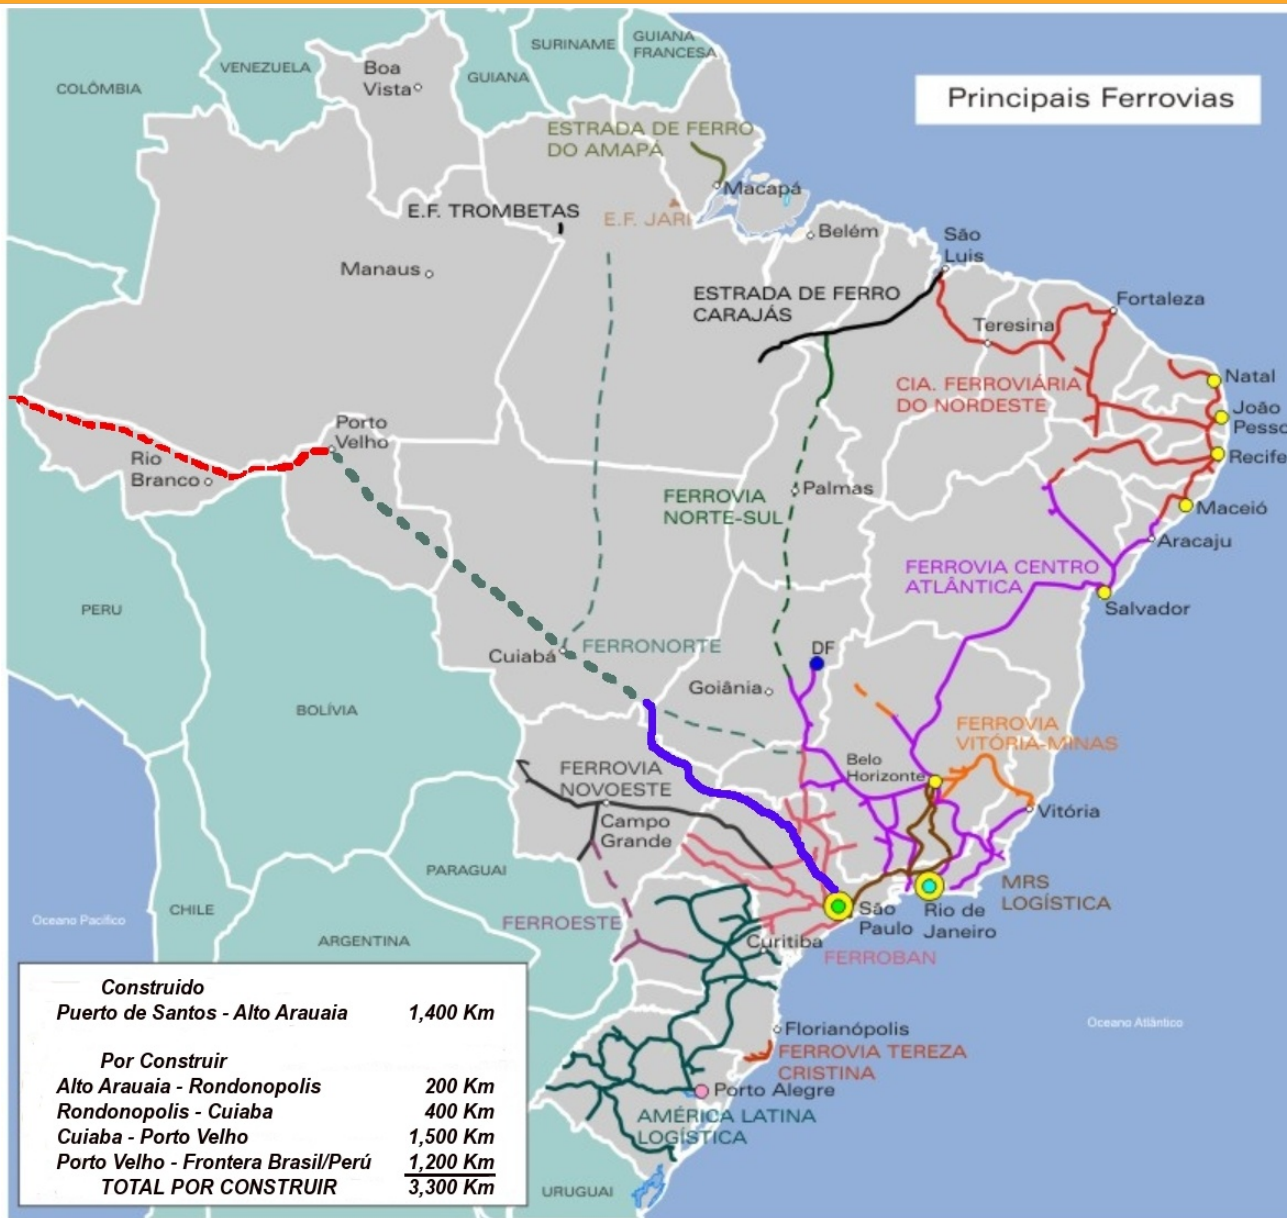 Principais Ferrovias
COLÔMBIA
VENEZUELA
Boa
Vista
GUIANA
SURINAME
GUIANA
FRANCESA
ESTRADA DE FERRO
DO AMAPÁ
Macapá
E.F. TROMBETAS
E.F. JARI
Belém
São
Luis
Manaus
ESTRADA DE FERRO
CARAJÁS
Fortaleza
Teresina
CIA. FERROVIÁRIA
DO NORDESTE
Natal
João
Pesso
Recife
Maceió
Aracaju
Porto
Velho
Rio
Branco
FERROVIA
NORTE-SUL
Palmas
FERROVIA CENTRO
ATLÂNTICA
Salvador
PERU
Cuiabá
FERRONORTE
DF
Goiânia
BOLÍVIA
FERROVIA
VITÓRIA-MINAS
Belo
Horizonte
Vitória
FERROVIA
NOVOESTE
Campo
Grande
PARAGUAI
CHILE
Oceano Pacífico
ARGENTINA
FERROESTE
MRS
LOGÍSTICA
São
Paulo
Rio de
Janeiro
Curitiba
FERROBAN
Oceano Atlântico
Florianópolis
FERROVIA TEREZA
CRISTINA
Porto Alegre
AMÉRICA LATINA
LOGÍSTICA
URUGUAI
Construido
Puerto de Santos - Alto Arauaia 1,400 Km
Por Construir
Alto Arauaia - Rondonopolis 200 Km
Rondonopolis - Cuiaba 400 Km
Cuiaba - Porto Velho 1,500 Km
Porto Velho - Frontera Brasil/Perú 1,200 Km
TOTAL POR CONSTRUIR 3,300 Km